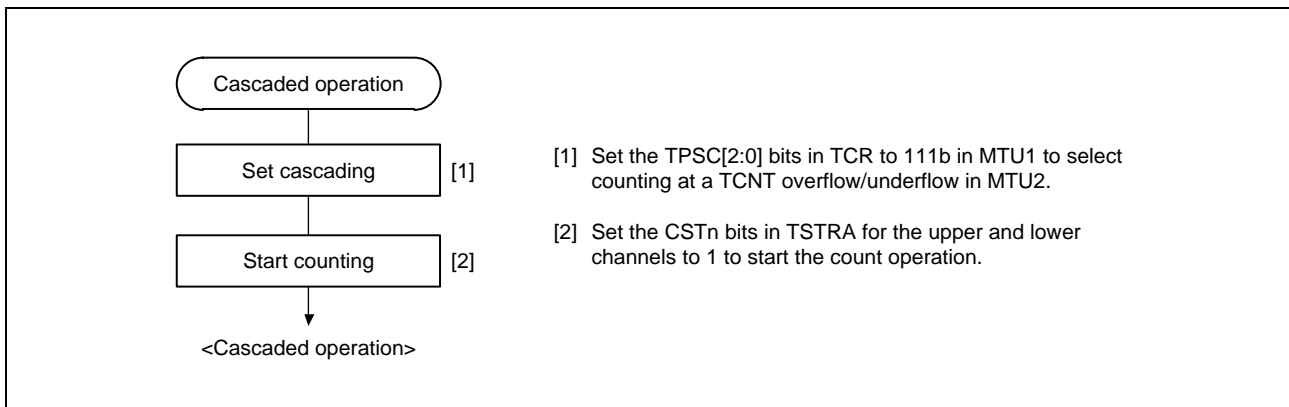 Cascaded operation
Set cascading [1]
Start counting [2]
<Cascaded operation>
[1] Set the TPSC[2:0] bits in TCR to 111b in MTU1 to select
counting at a TCNT overflow/underflow in MTU2.
[2] Set the CSTn bits in TSTRA for the upper and lower
channels to 1 to start the count operation.